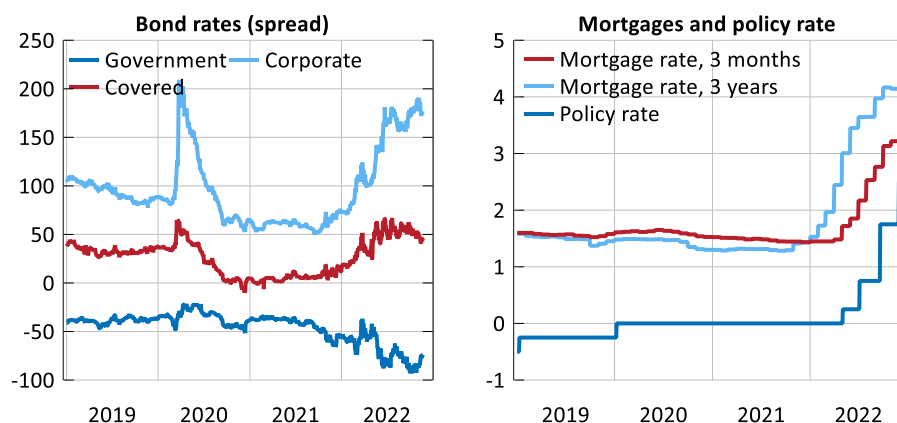 Bond rates (spread)
250
200
150
100
50
0
-50
-100
Government
Corporate
Covered
2019
2020
2021
2022
Mortgages and policy rate
5
4
3
2
1
0
-1
Mortgage rate, 3 months
Mortgage rate, 3 years
Policy rate
2019
2020
2021
2022